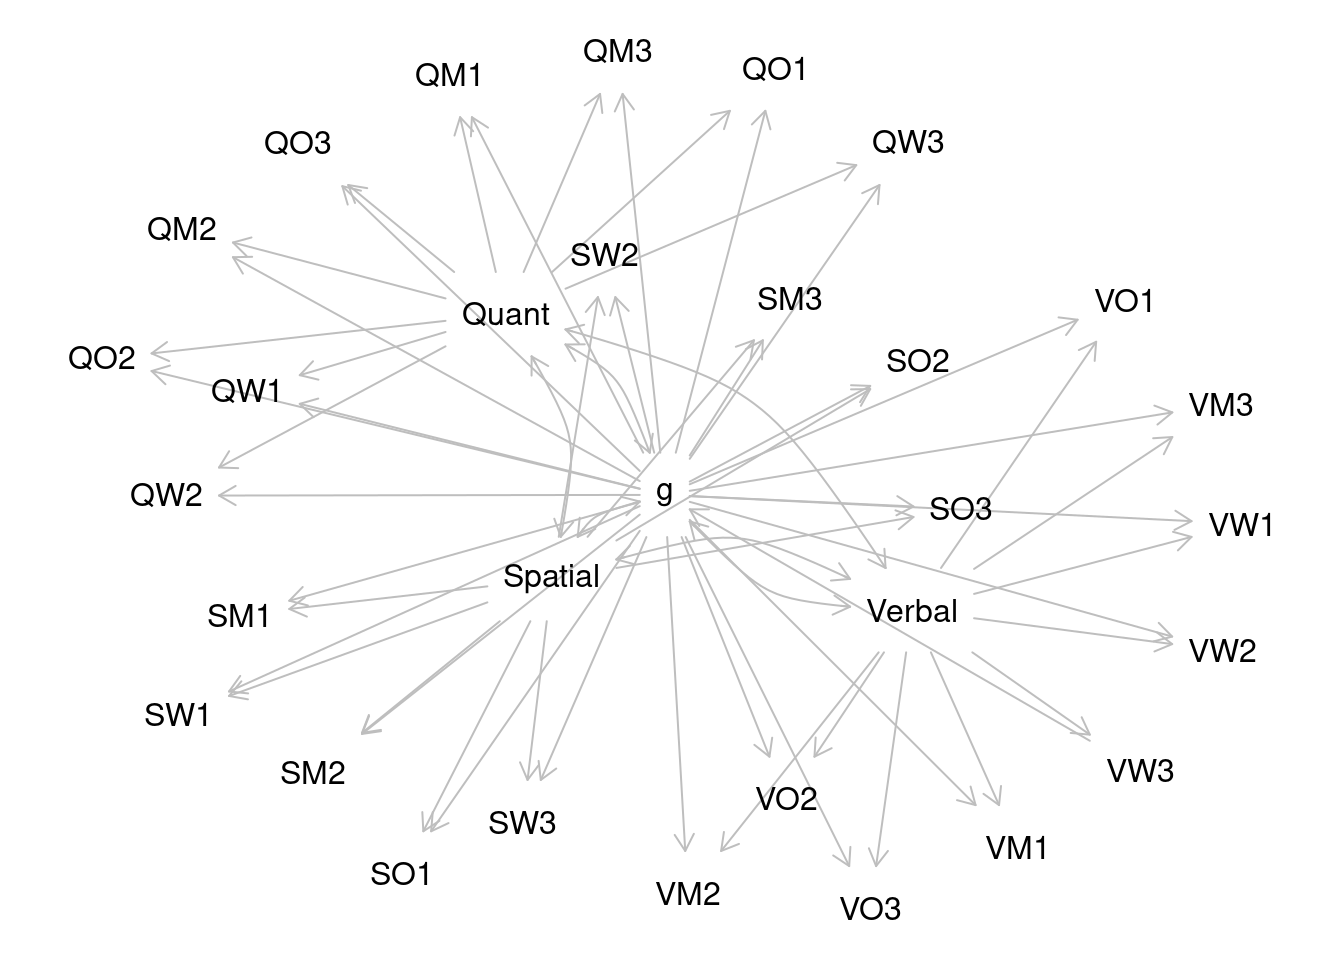 QM3
QO1
QM1
QW3
QO3
QM2
SW2
SM3
VO1
Quant
QO2
SO2
QW1
VM3
g
QW2
SO3
VW1
Spatial
Verbal
SM1
VW2
SW1
SM2
VW3
VO2
SW3
VM1
SO1
VM2
VO3